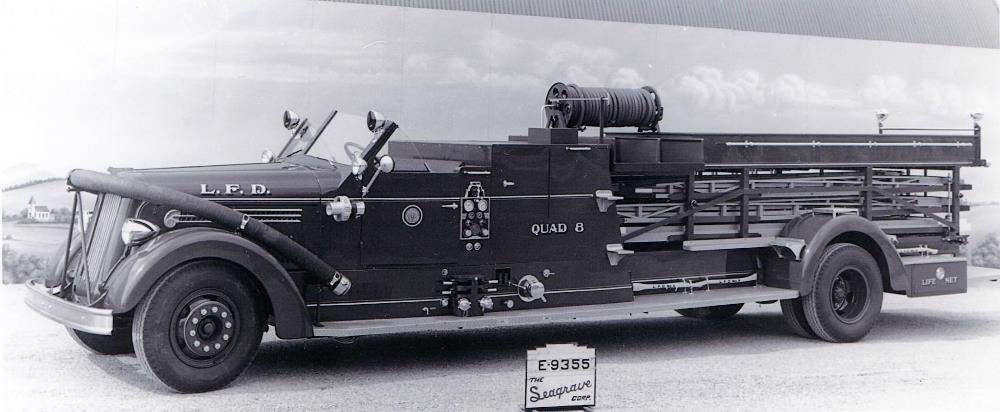 L.F.D.
QUAD 8
LIFE NET
E-9355
THE
Seagrave
CORP.